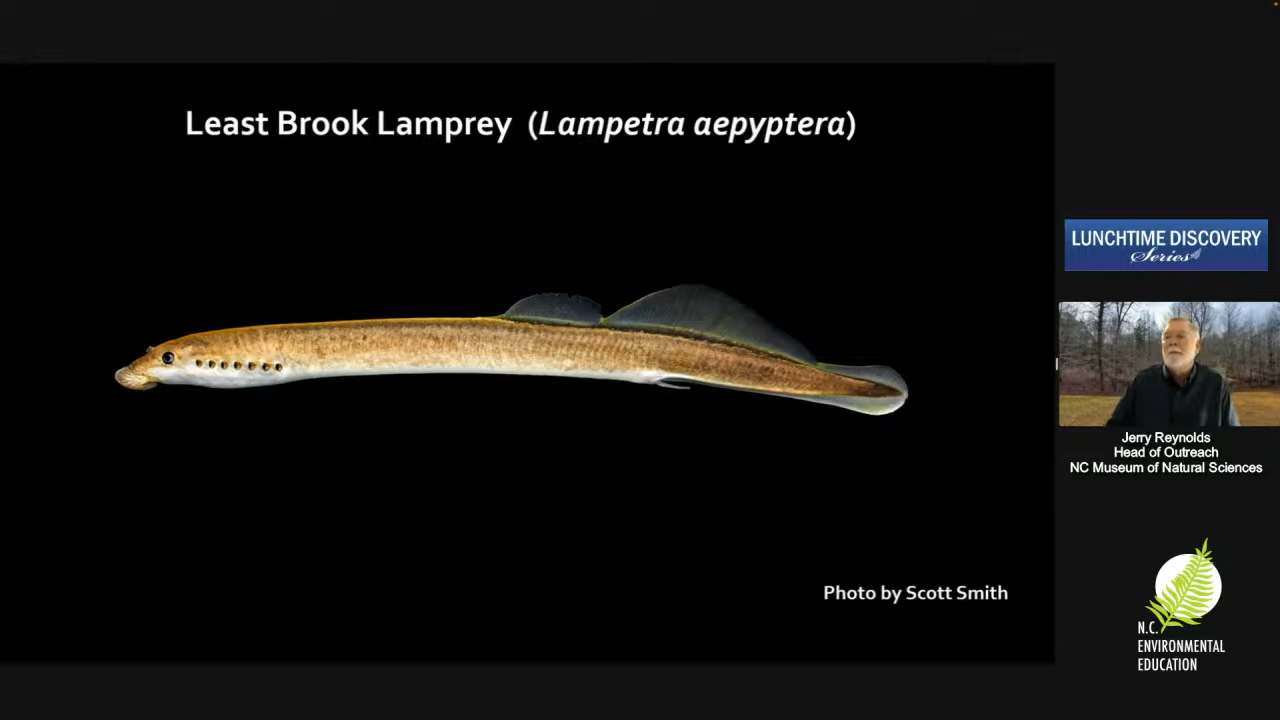 Least Brook Lamprey (Lampetra aepyptera)
Photo by Scott Smith
LUNCHTIME DISCOVERY
Series
Jerry Reynolds
Head of Outreach
NC Museum of Natural Sciences
N.C.
ENVIRONMENTAL
EDUCATION